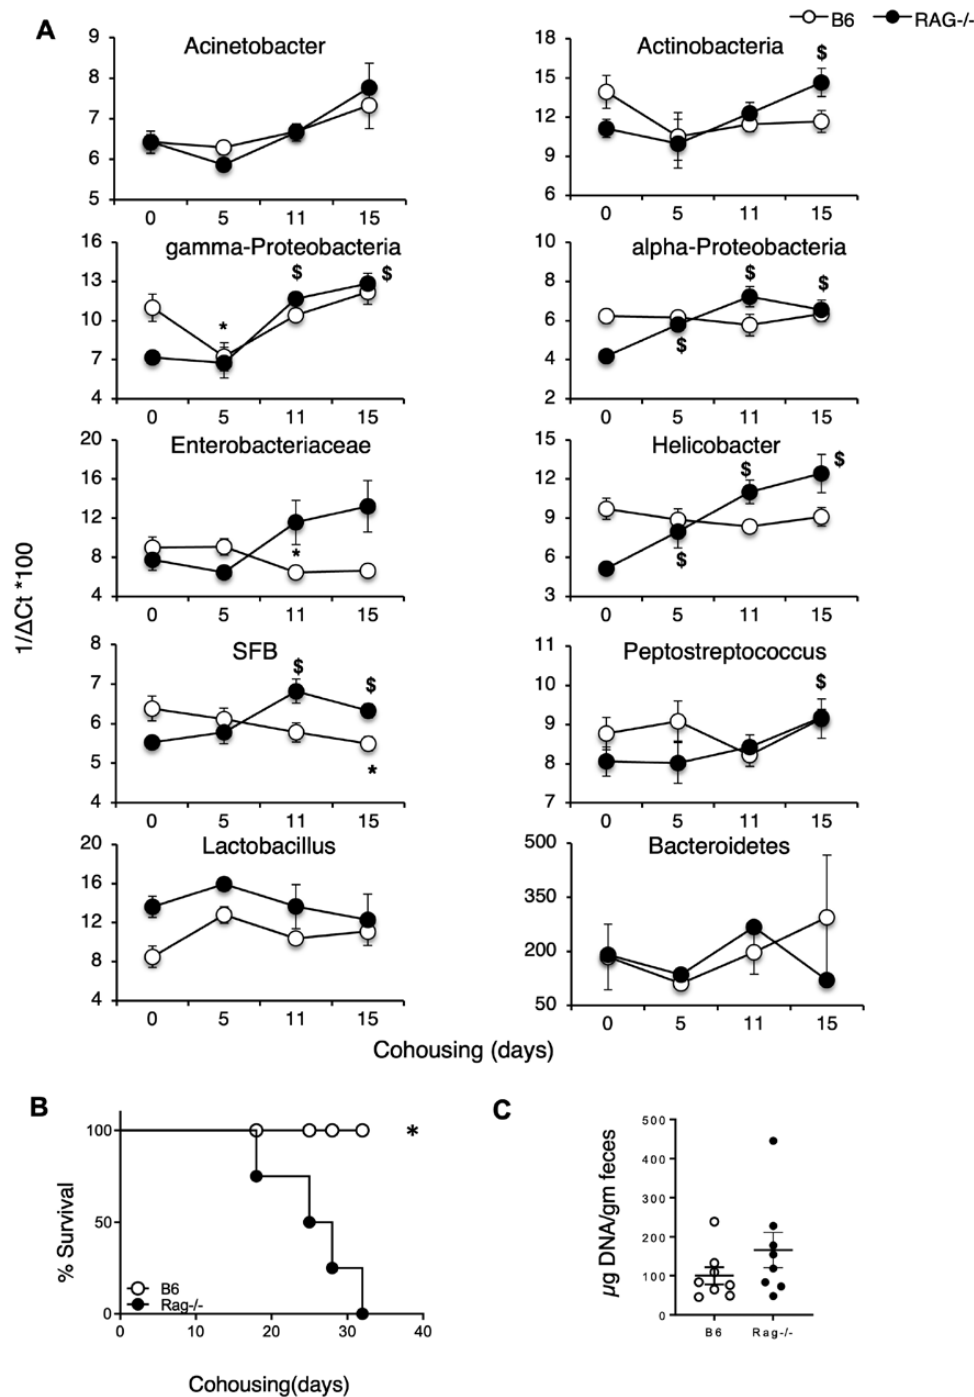 A
B6 RAG-/-
Acinetobacter
9
8
7
6
5
0 5 11 15
Actinobacteria
18
15
12
9
6
$
0 5 11 15
gamma-Proteobacteria
16
13
10
7
4
* $ $
0 5 11 15
alpha-Proteobacteria
10
8
6
4
2
$ $ $
0 5 11 15
Enterobacteriaceae
20
16
12
8
4
*
0 5 11 15
Helicobacter
15
12
9
6
3
$ $ $
0 5 11 15
1/ΔCt *100
SFB
8
7
6
5
4
$ $
*
0 5 11 15
Peptostreptococcus
11
10
9
8
7
$
0 5 11 15
Lactobacillus
20
16
12
8
4
0 5 11 15
Bacteroidetes
500
350
200
50
0 5 11 15
Cohousing (days)
B
% Survival
100
50
0
*
B6
Rag-/-
0 10 20 30 40
Cohousing(days)
C
µg DNA/gm feces
500
400
300
200
100
0
B6 Rag-/-